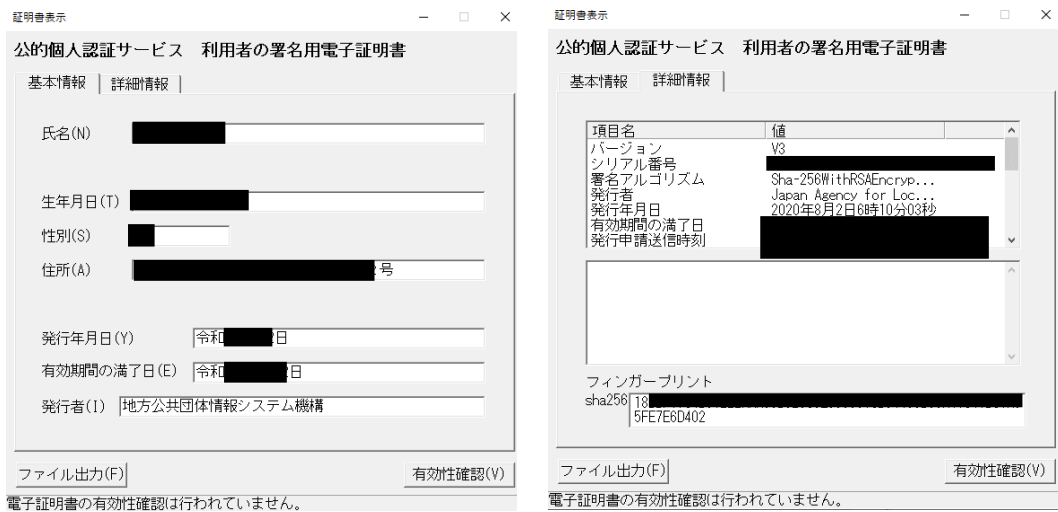 証明書表示
公的個人認証サービス　利用者の署名用電子証明書
基本情報
詳細情報
氏名(N)
生年月日(T)
性別(S)
住所(A)
号
発行年月日(Y)
令和
日
有効期間の満了日(E)
令和
日
発行者(I)
地方公共団体情報システム機構
ファイル出力(F)
有効性確認(V)
電子証明書の有効性確認は行われていません。
証明書表示
公的個人認証サービス　利用者の署名用電子証明書
基本情報
詳細情報
項目名 値
バージョン V3
シリアル番号
署名アルゴリズム Sha-256WithRSAEncryp...
発行者 Japan Agency for Loc...
発行年月日 2020年8月2日6時10分03秒
有効期間の満了日
発行申請送信時刻
フィンガープリント
sha256
18
5FE7E6D402
ファイル出力(F)
有効性確認(V)
電子証明書の有効性確認は行われていません。